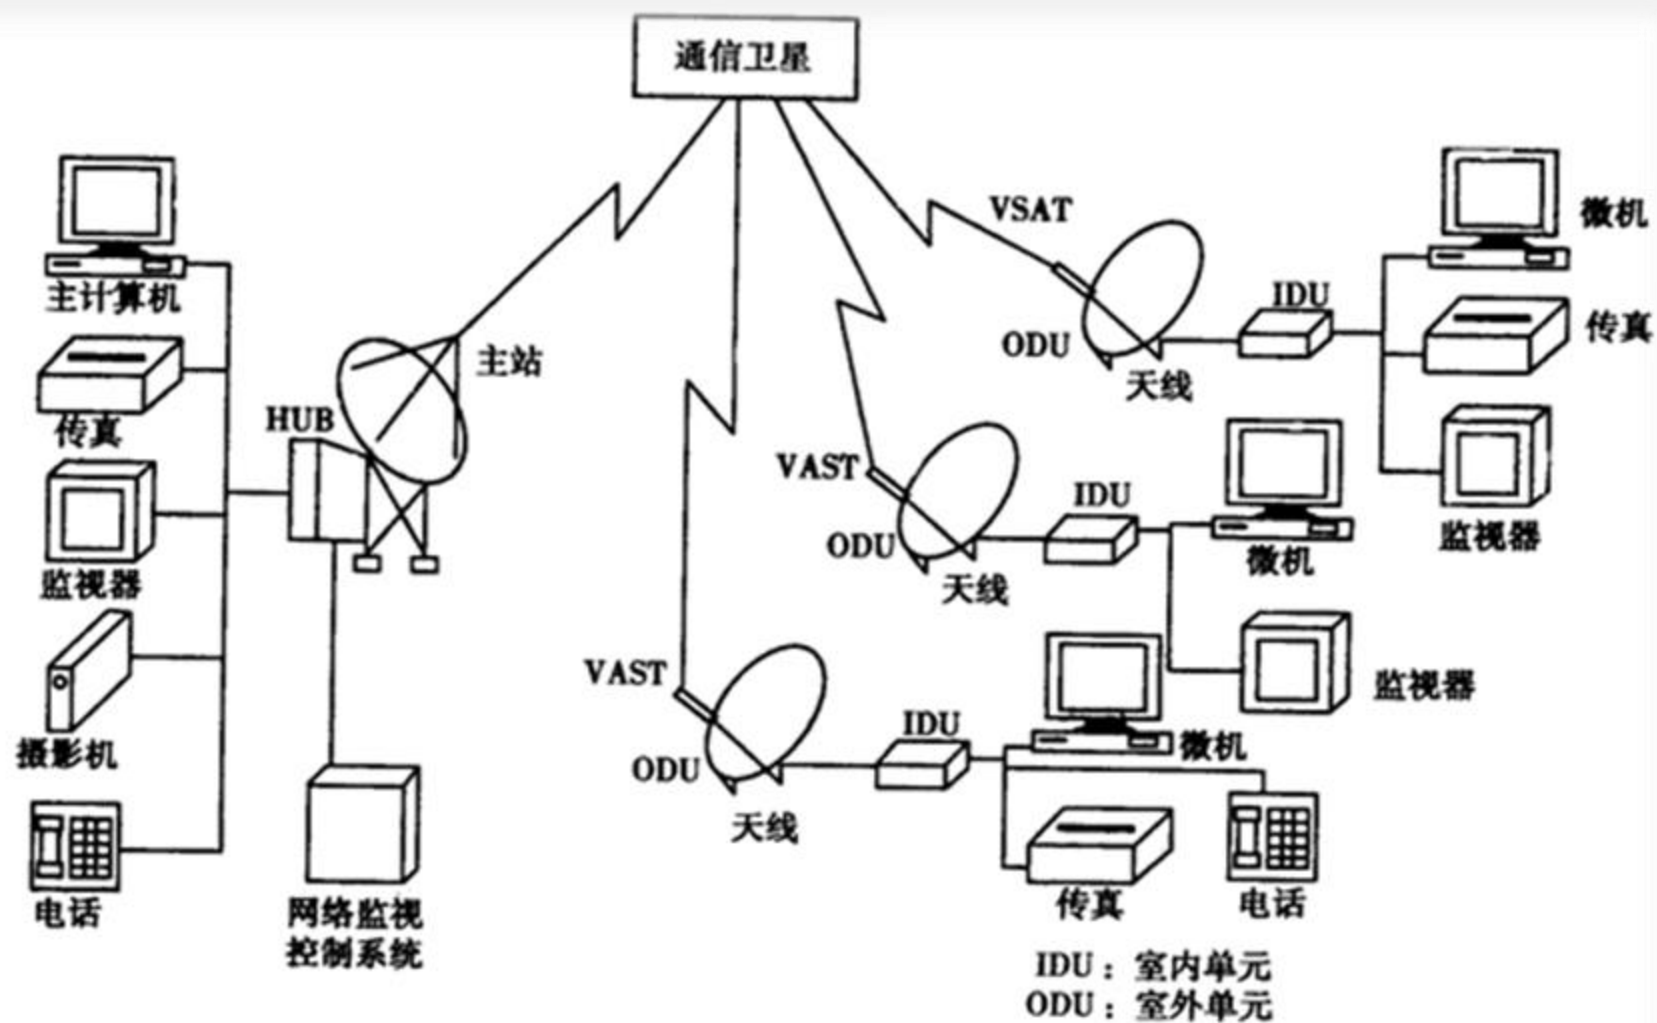 通信卫星
主计算机
传真
监视器
摄影机
电话
HUB
主站
网络监视
控制系统
VSAT
ODU
天线
IDU
微机
传真
监视器
VAST
ODU
天线
IDU
微机
监视器
VAST
ODU
天线
IDU
微机
传真
电话
IDU：室内单元
ODU：室外单元